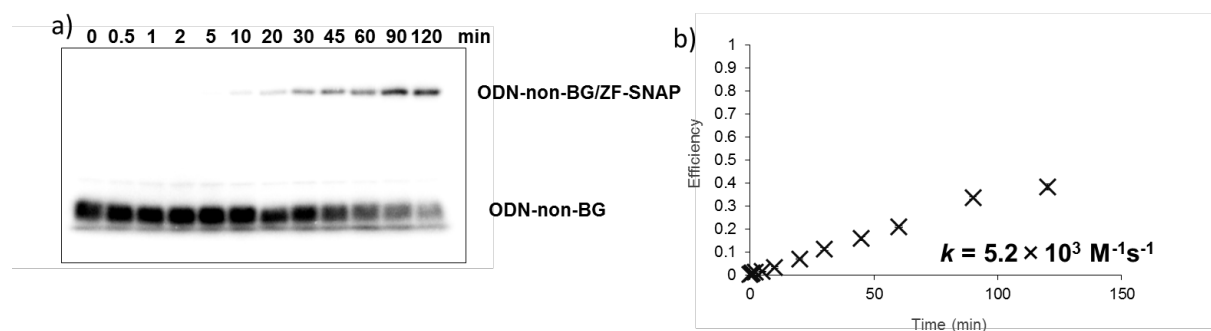 a)
0 0.5 1 2 5 10 20 30 45 60 90 120 min
ODN-non-BG/ZF-SNAP
ODN-non-BG
b)
1
0.9
0.8
0.7
0.6
0.5
0.4
0.3
0.2
0.1
0
Efficiency
k = 5.2 × 10³ M⁻¹s⁻¹
0 50 100 150
Time (min)